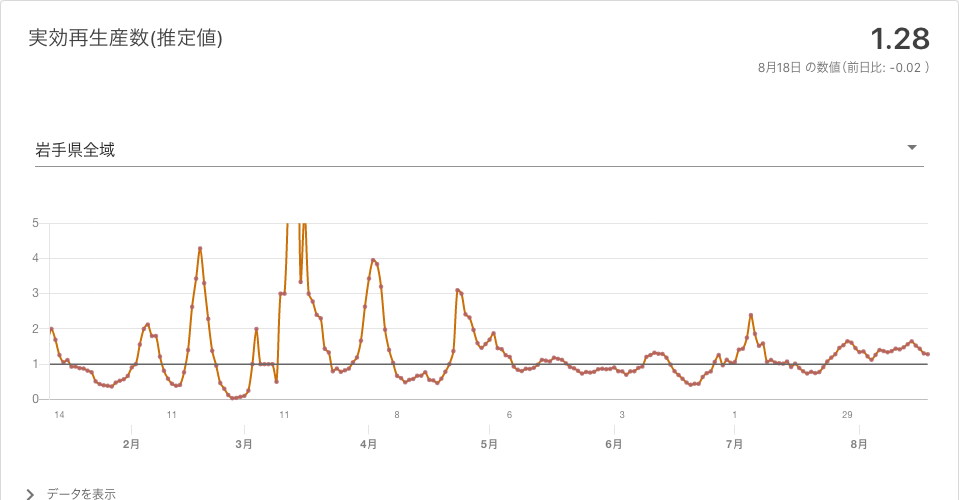 実効再生産数(推定値)
1.28
8月18日 の数値(前日比: -0.02 )
岩手県全域
5
4
3
2
1
0
14 11 11 8 6 3 1 29
2月 3月 4月 5月 6月 7月 8月
データを表示